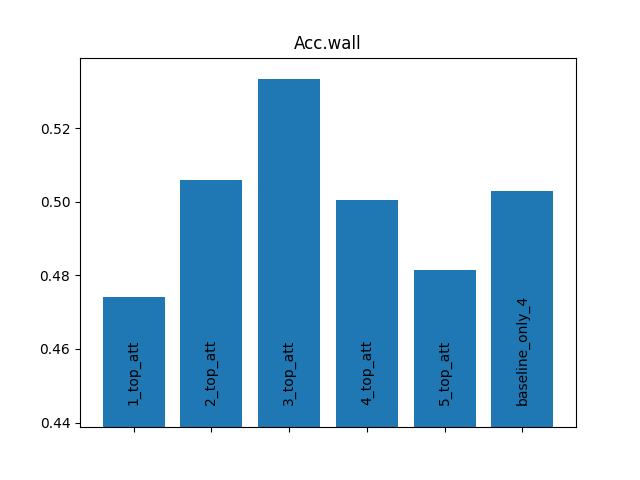 Acc.wall
0.52
0.50
0.48
0.46
0.44
1_top_att
2_top_att
3_top_att
4_top_att
5_top_att
baseline_only_4